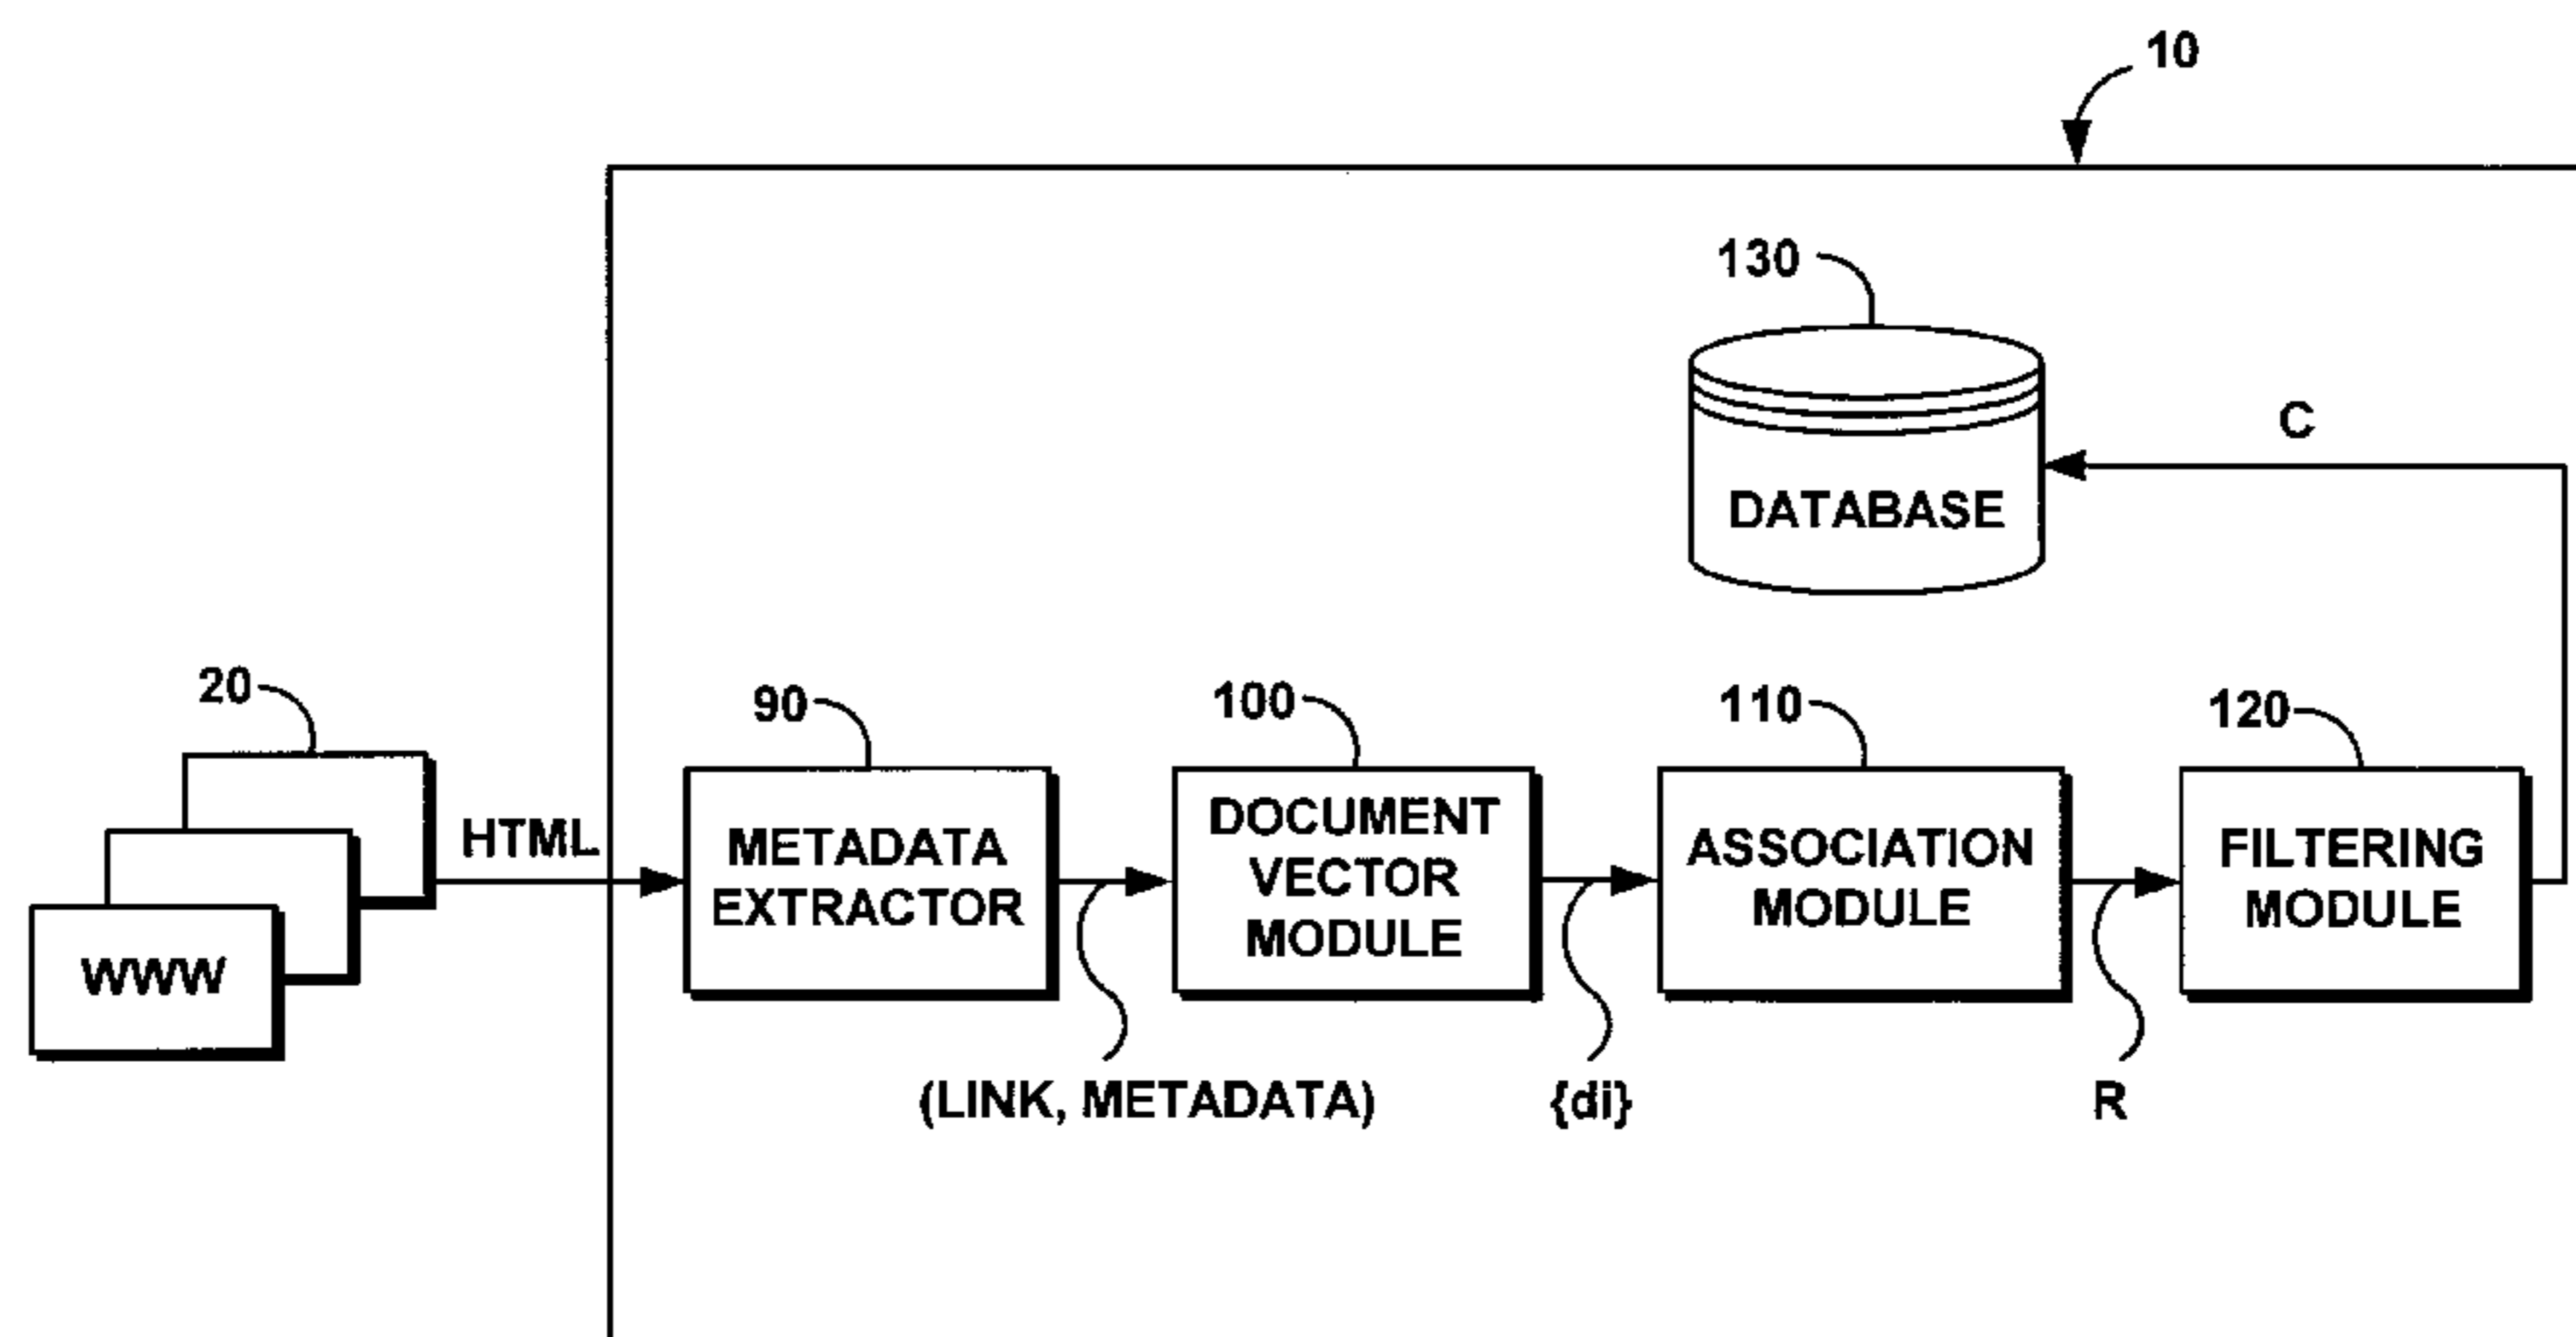 10
130
C
DATABASE
20
90
100
110
120
HTML
METADATA
EXTRACTOR
DOCUMENT
VECTOR
MODULE
ASSOCIATION
MODULE
FILTERING
MODULE
WWW
(LINK, METADATA)
{di}
R